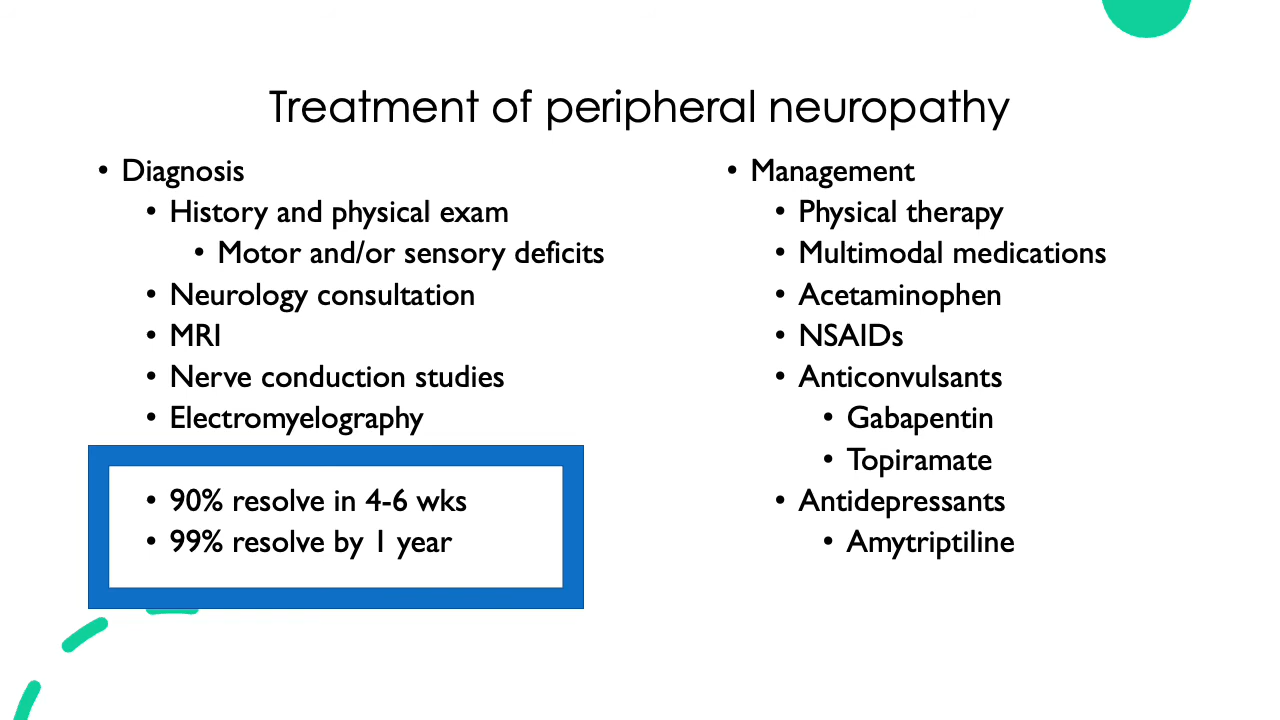 Treatment of peripheral neuropathy
• Diagnosis
• History and physical exam
• Motor and/or sensory deficits
• Neurology consultation
• MRI
• Nerve conduction studies
• Electromyelography
• 90% resolve in 4-6 wks
• 99% resolve by 1 year
• Management
• Physical therapy
• Multimodal medications
• Acetaminophen
• NSAIDs
• Anticonvulsants
• Gabapentin
• Topiramate
• Antidepressants
• Amytriptiline